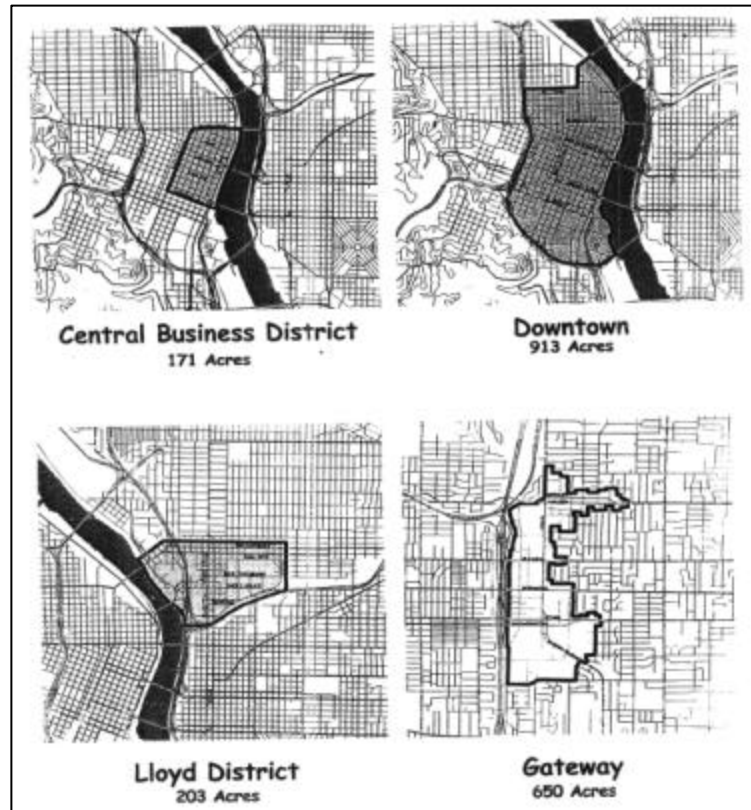 Central Business District
171 Acres
Downtown
913 Acres
Lloyd District
203 Acres
Gateway
650 Acres